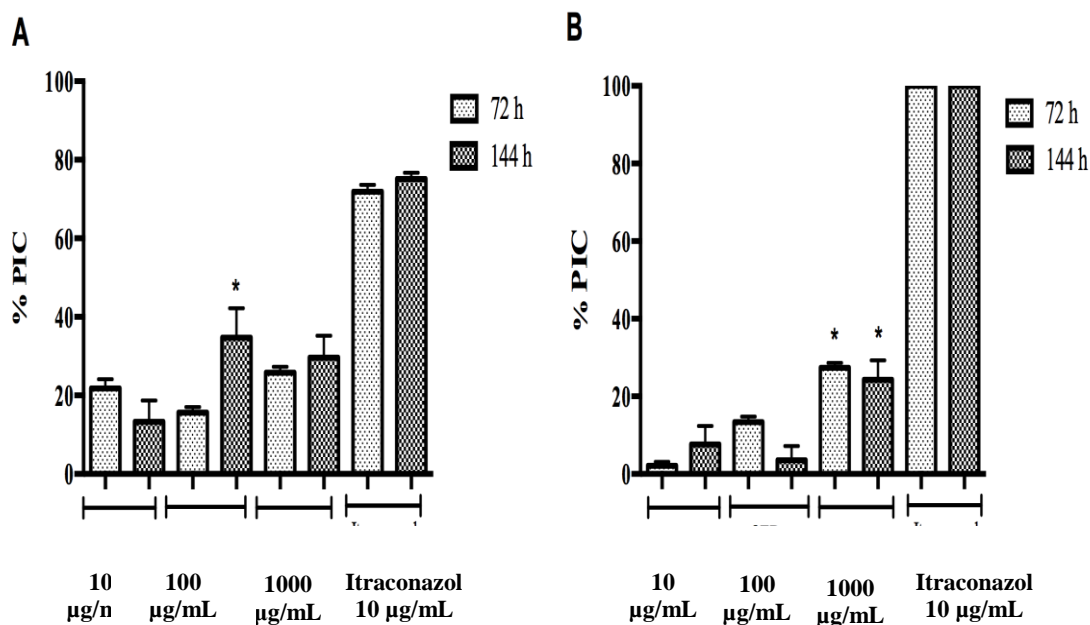 A
% PIC
100
80
60
40
20
0
*
72 h
144 h
10
µg/n
100
µg/mL
1000
µg/mL
Itraconazol
10 µg/mL
B
% PIC
100
80
60
40
20
0
* *
72 h
144 h
10
µg/mL
100
µg/mL
1000
µg/mL
Itraconazol
10 µg/mL